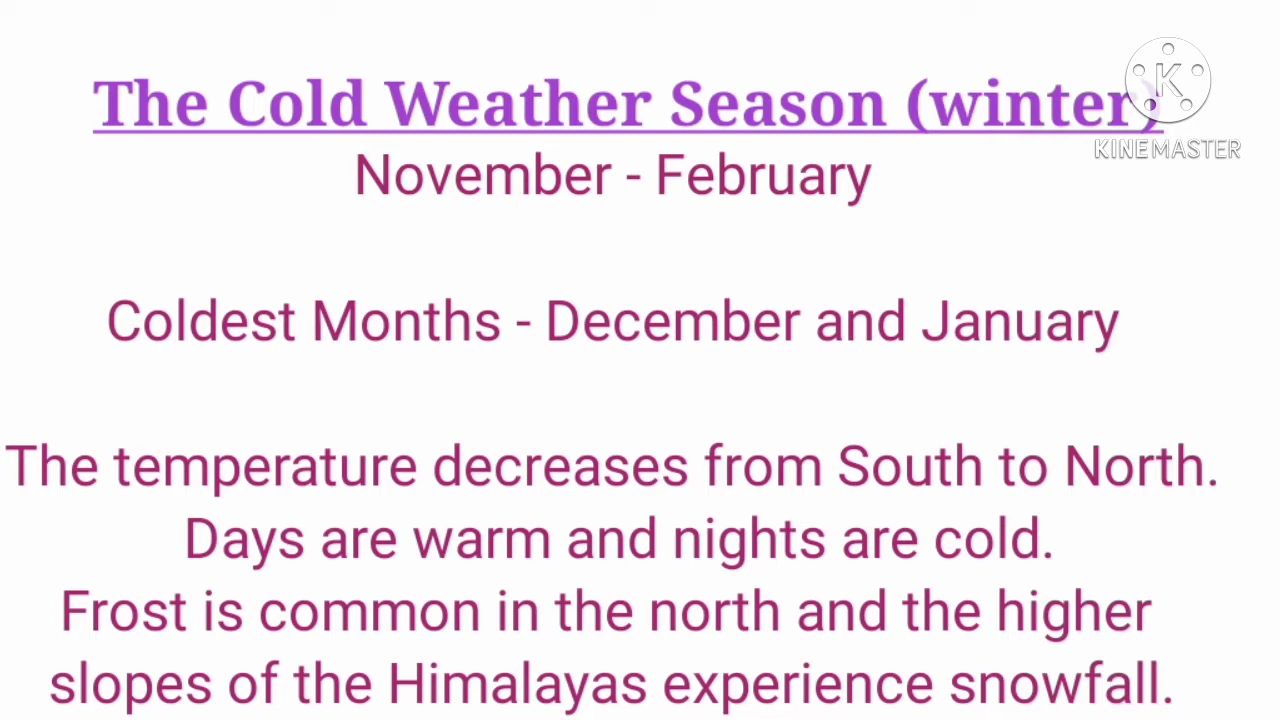 The Cold Weather Season (winter)
KINEMASTER
November - February
Coldest Months - December and January
The temperature decreases from South to North.
Days are warm and nights are cold.
Frost is common in the north and the higher
slopes of the Himalayas experience snowfall.